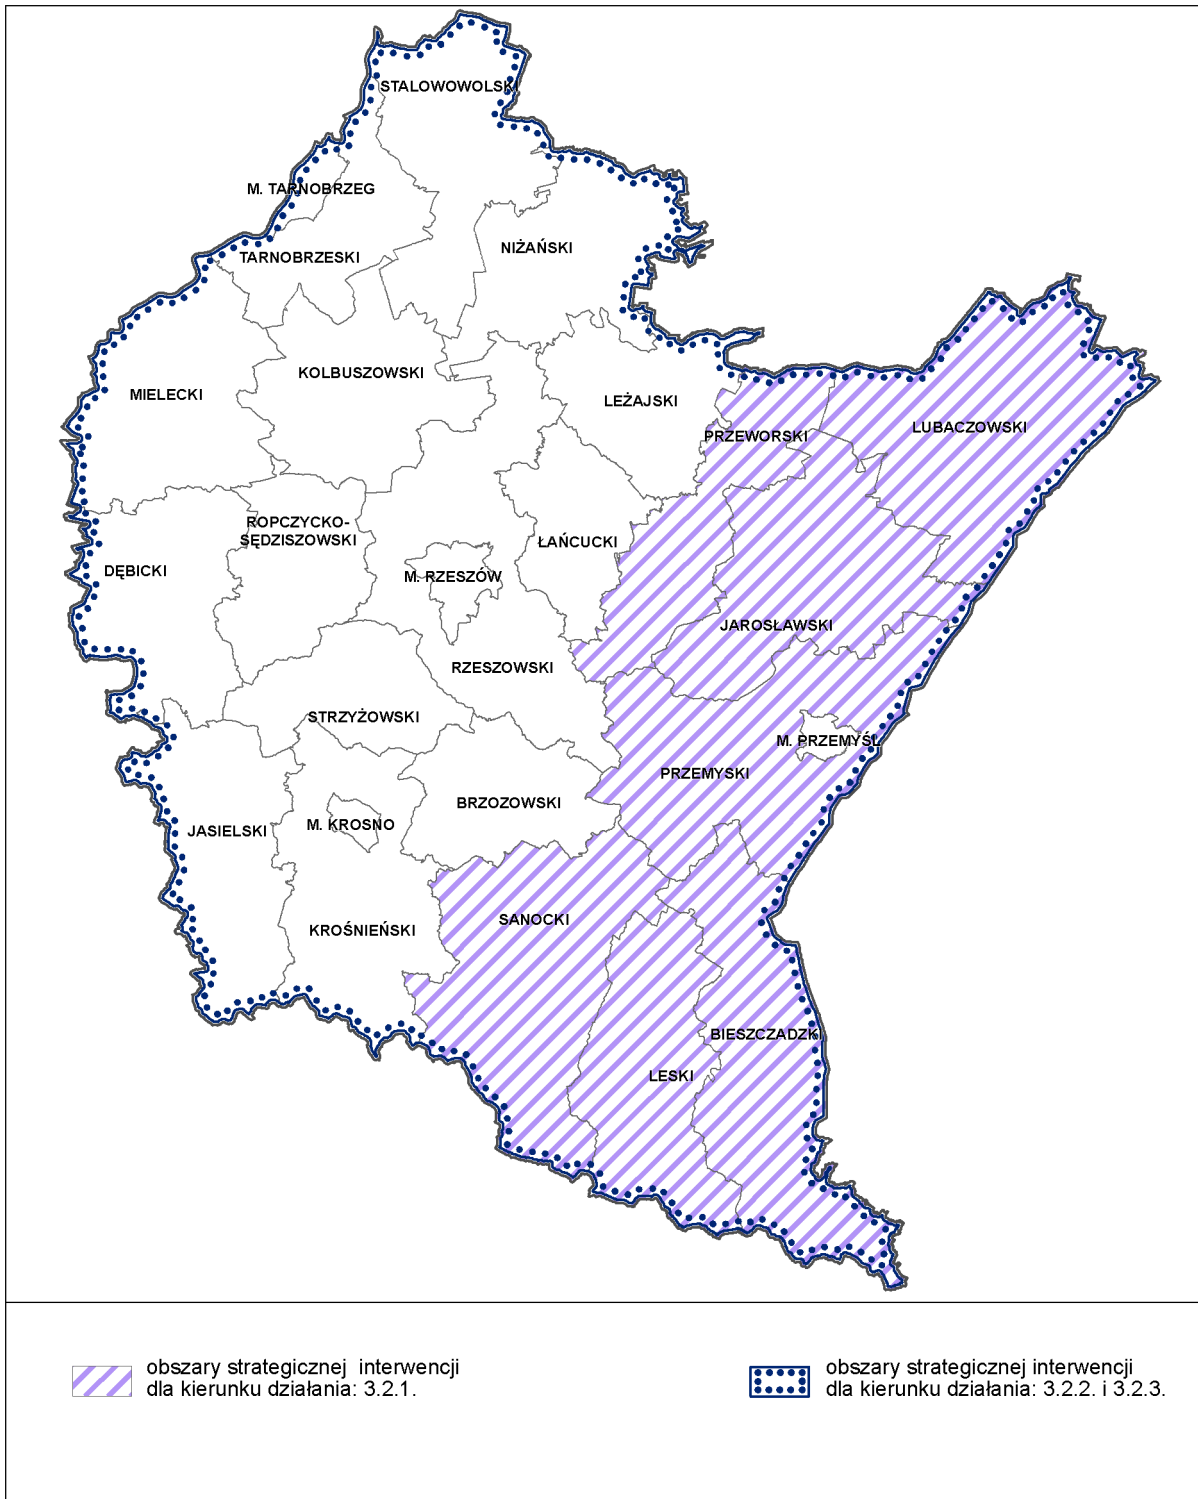 STALOWOWOLSKI
M. TARNOBRZEG
NIŻAŃSKI
TARNOBRZESKI
KOLBUSZOWSKI
MIELECKI
LEŻAJSKI
LUBACZOWSKI
PRZEWORSKI
ROPCZYCKO-
SĘDZISZOWSKI
ŁAŃCUCKI
DĘBICKI
M. RZESZÓW
JAROSŁAWSKI
RZESZOWSKI
STRZYŻOWSKI
M. PRZEMYŚL
PRZEMYSKI
BRZOZOWSKI
M. KROSNO
JASIELSKI
SANOCKI
KROŚNIEŃSKI
BIESZCZADZKI
LESKI
obszary strategicznej interwencji
dla kierunku działania: 3.2.1.
obszary strategicznej interwencji
dla kierunku działania: 3.2.2. i 3.2.3.